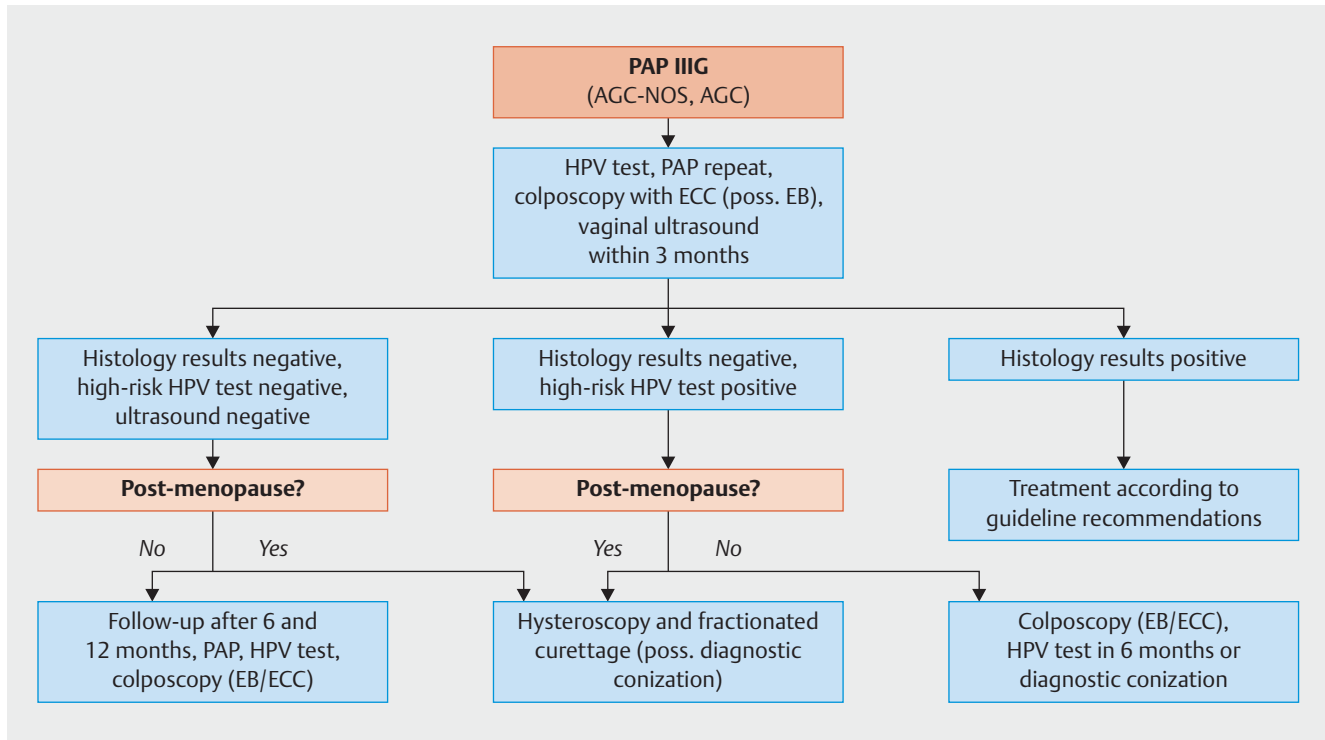 PAP IIIG
(AGC-NOS, AGC)
HPV test, PAP repeat,
colposcopy with ECC (poss. EB),
vaginal ultrasound
within 3 months
Histology results negative,
high-risk HPV test negative,
ultrasound negative
Histology results negative,
high-risk HPV test positive
Histology results positive
Post-menopause?
Post-menopause?
Treatment according to
guideline recommendations
No
Yes
Yes
No
Follow-up after 6 and
12 months, PAP, HPV test,
colposcopy (EB/ECC)
Hysteroscopy and fractionated
curettage (poss. diagnostic
conization)
Colposcopy (EB/ECC),
HPV test in 6 months or
diagnostic conization